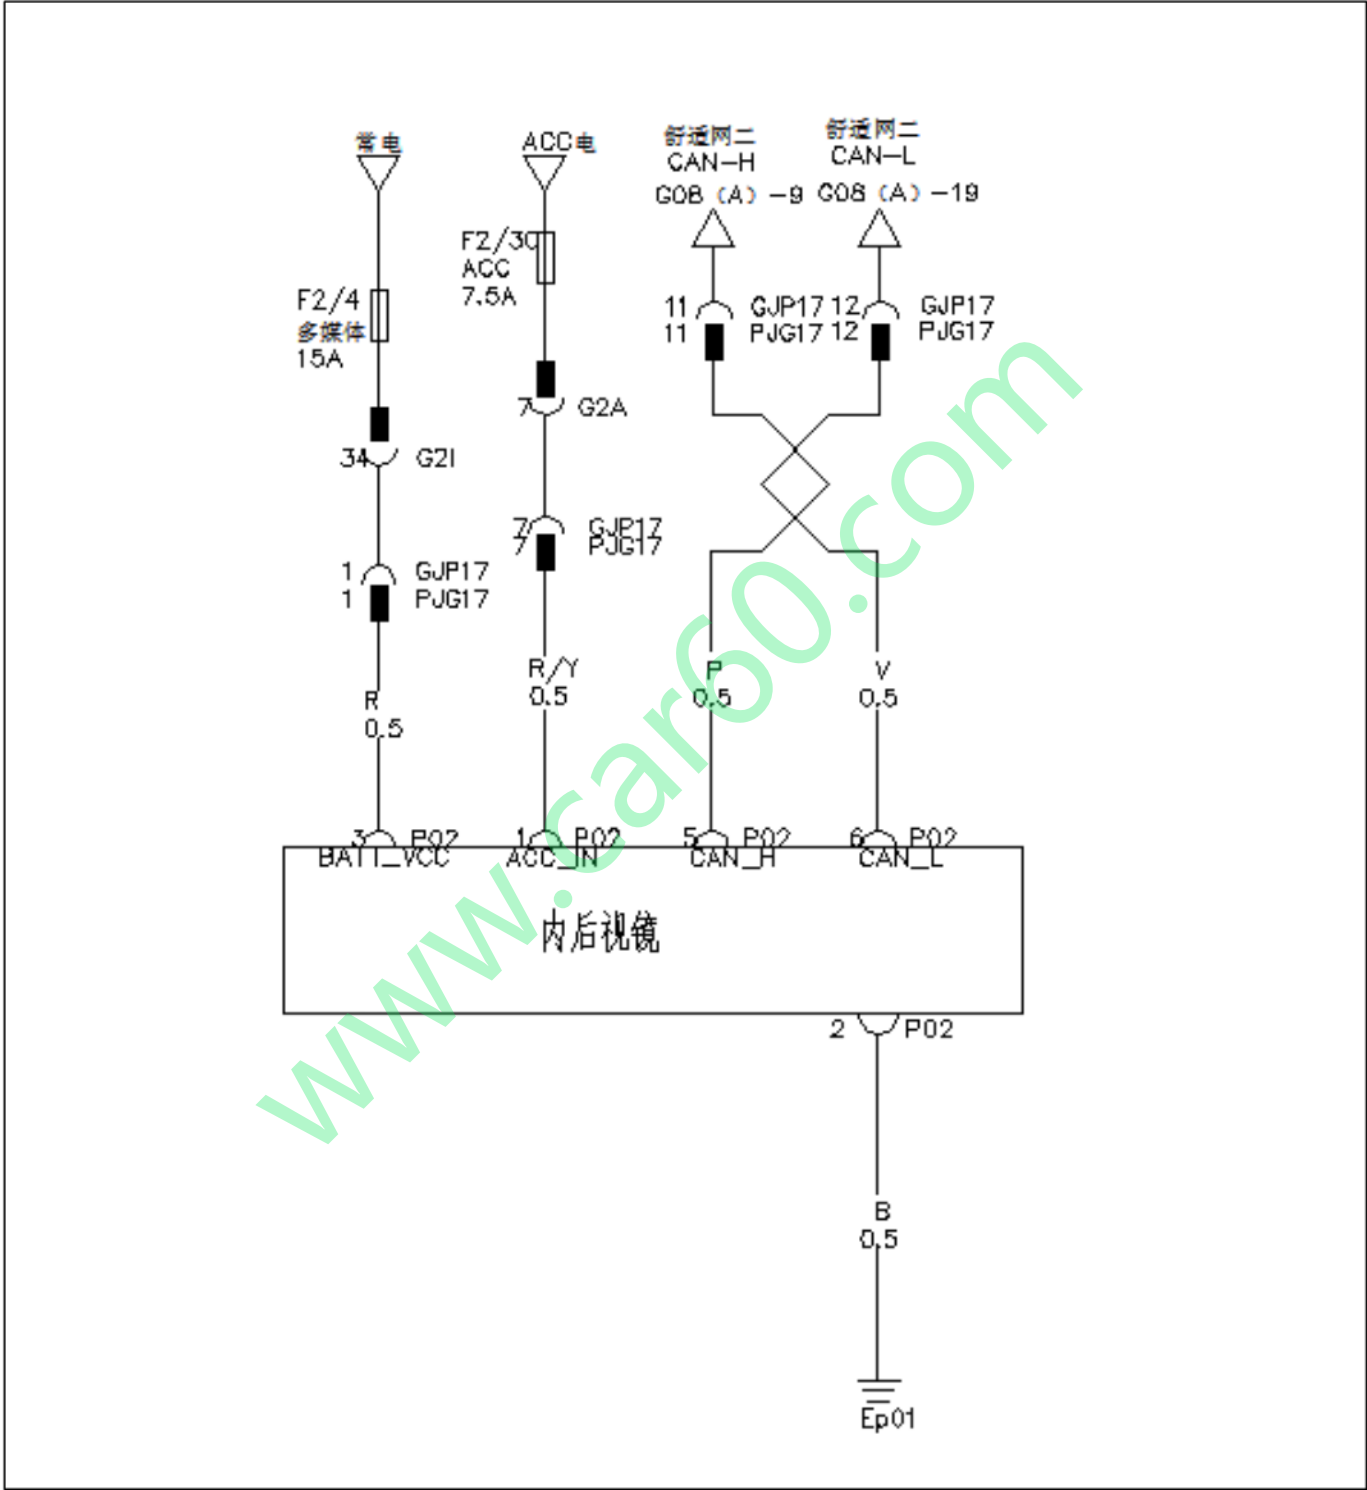 常电
ACC电
舒适网二
CAN-H
G08（A）-9
舒适网二
CAN-L
G08（A）-19
F2/4
多媒体
15A
F2/30
ACC
7.5A
11 GJP17
11 PJG17
12 GJP17
12 PJG17
7 G2A
34 G2I
7 GJP17
7 PJG17
1 GJP17
1 PJG17
R
0.5
R/Y
0.5
P
0.5
V
0.5
3 P02
BATT_VCC
1 P02
ACC_IN
5 P02
CAN_H
6 P02
CAN_L
内后视镜
2 P02
B
0.5
Ep01
www.car60.com